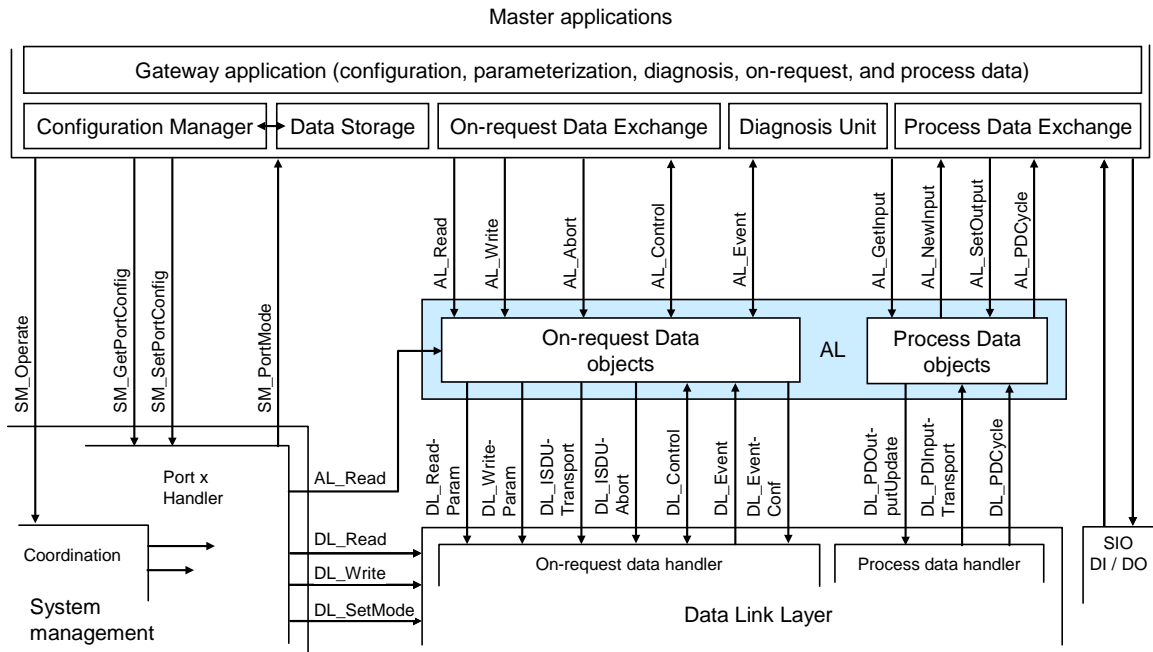 Master applications
Gateway application (configuration, parameterization, diagnosis, on-request, and process data)
Configuration Manager
Data Storage
On-request Data Exchange
Diagnosis Unit
Process Data Exchange
SM_Operate
SM_GetPortConfig
SM_SetPortConfig
SM_PortMode
AL_Read
AL_Write
AL_Abort
AL_Control
AL_Event
AL_GetInput
AL_NewInput
AL_SetOutput
AL_PDCycle
On-request Data
objects
AL
Process Data
objects
Port x
Handler
AL_Read
DL_Read-
Param
DL_Write-
Param
DL_ISDU-
Transport
DL_ISDU-
Abort
DL_Control
DL_Event
DL_Event-
Conf
DL_PDOut-
putUpdate
DL_PDInput-
Transport
DL_PDCycle
Coordination
DL_Read
DL_Write
DL_SetMode
On-request data handler
Process data handler
SIO
DI / DO
System
management
Data Link Layer